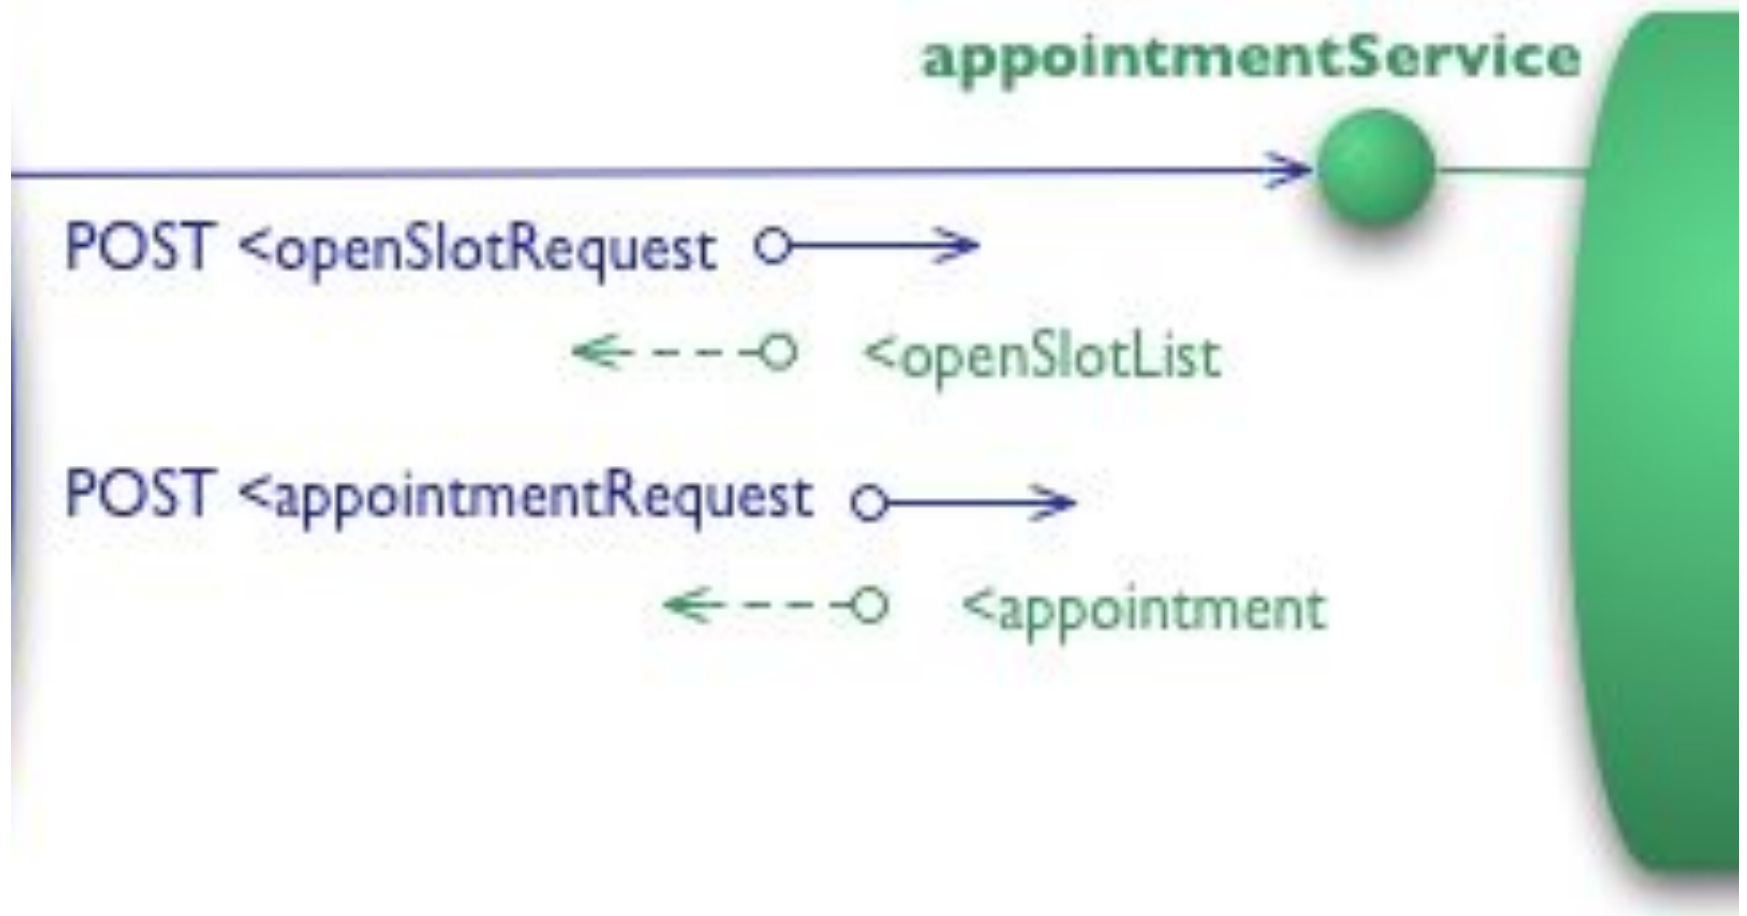 appointmentService
POST <openSlotRequest
<openSlotList
POST <appointmentRequest
<appointment